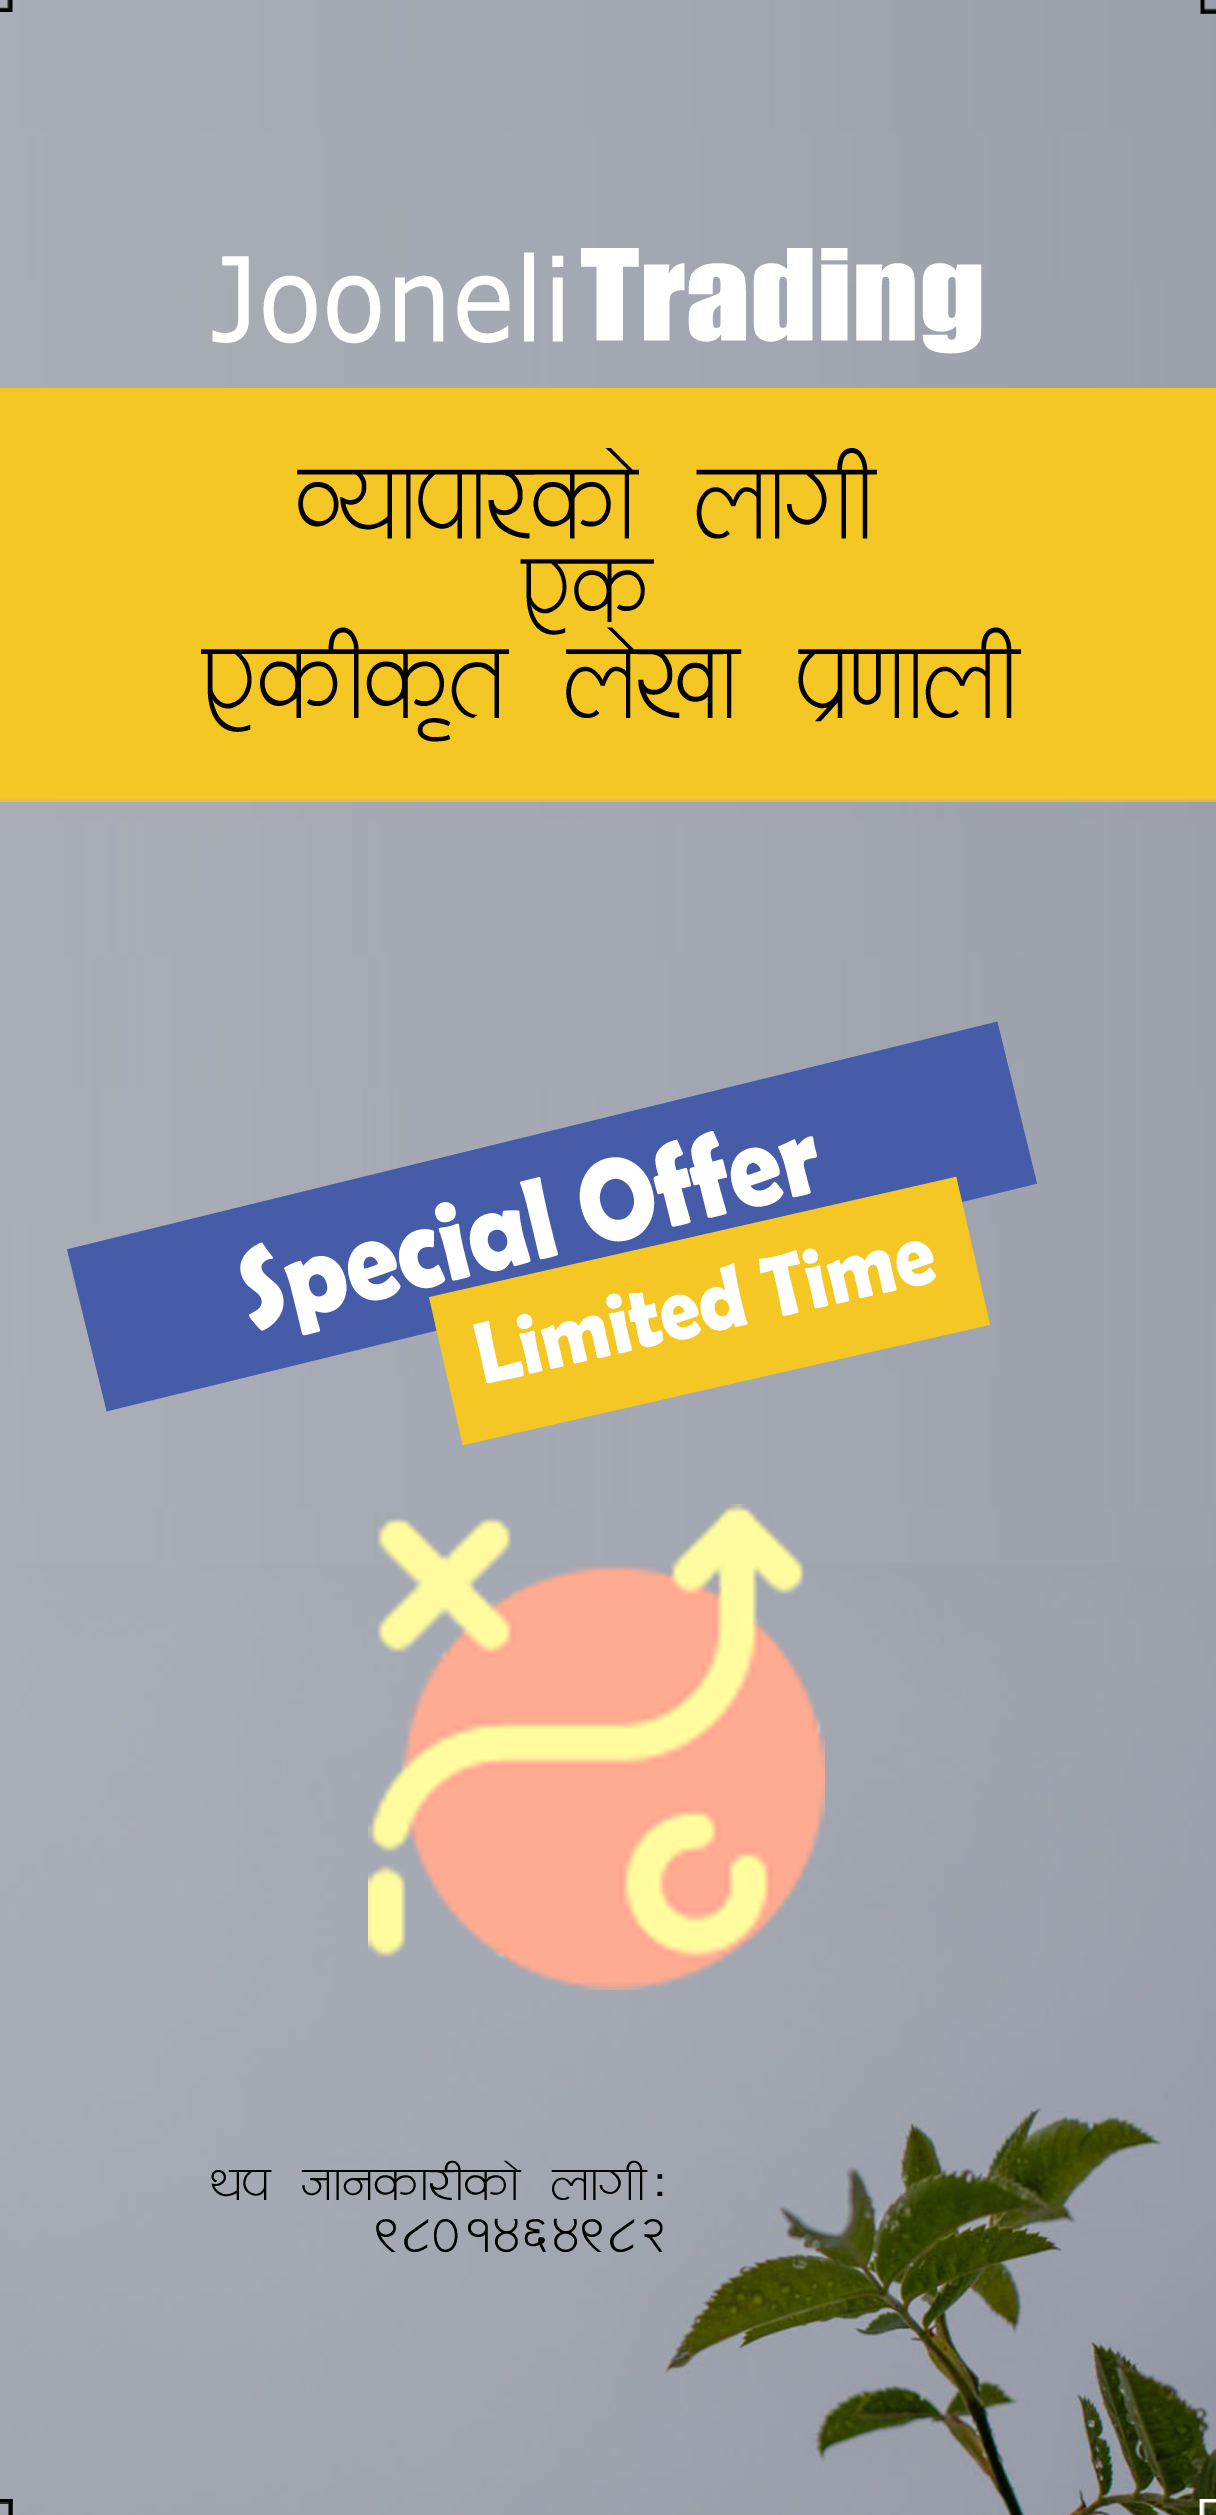 Jooneli Trading
व्यापारको लागी
एक
एकीकृत लेखा प्रणाली
Special Offer
Limited Time
थप जानकारीको लागी:
९८०१४६४९८२